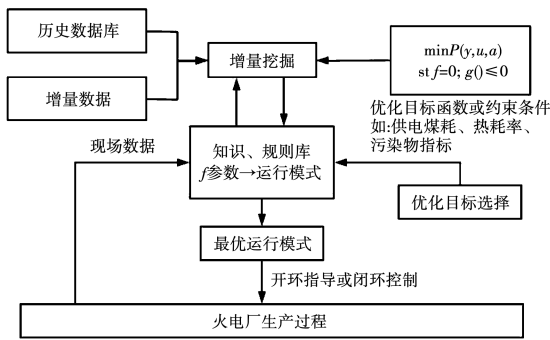 历史数据库
增量数据
增量挖掘
minP(y,u,a)
st f=0; g()≤0
优化目标函数或约束条件
如:供电煤耗、热耗率、
污染物指标
现场数据
知识、规则库
f参数→运行模式
优化目标选择
最优运行模式
开环指导或闭环控制
火电厂生产过程